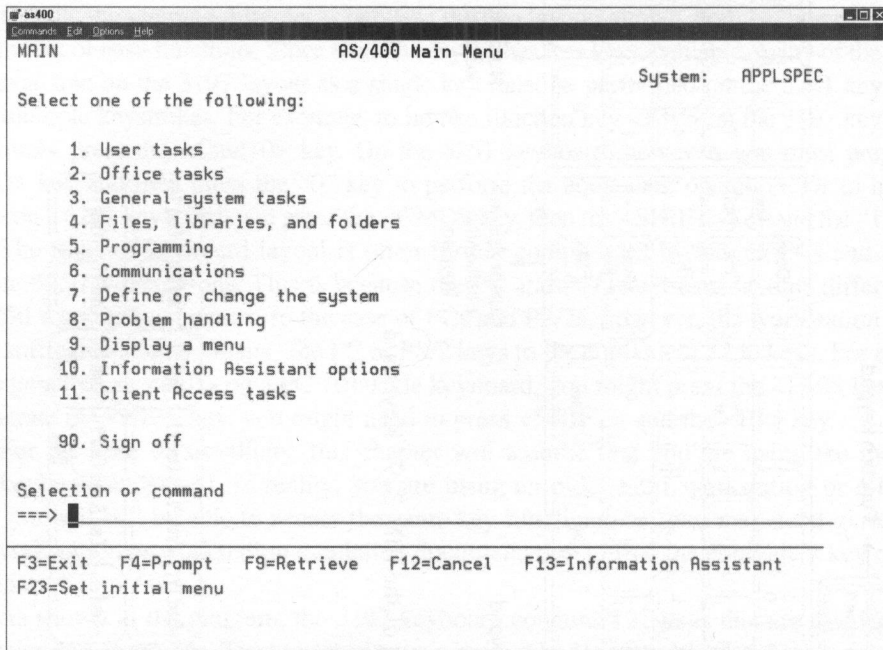 as400
Commands Edit Options Help
MAIN AS/400 Main Menu
System: APPLSPEC
Select one of the following:
1. User tasks
2. Office tasks
3. General system tasks
4. Files, libraries, and folders
5. Programming
6. Communications
7. Define or change the system
8. Problem handling
9. Display a menu
10. Information Assistant options
11. Client Access tasks
90. Sign off
Selection or command
===>
F3=Exit F4=Prompt F9=Retrieve F12=Cancel F13=Information Assistant
F23=Set initial menu